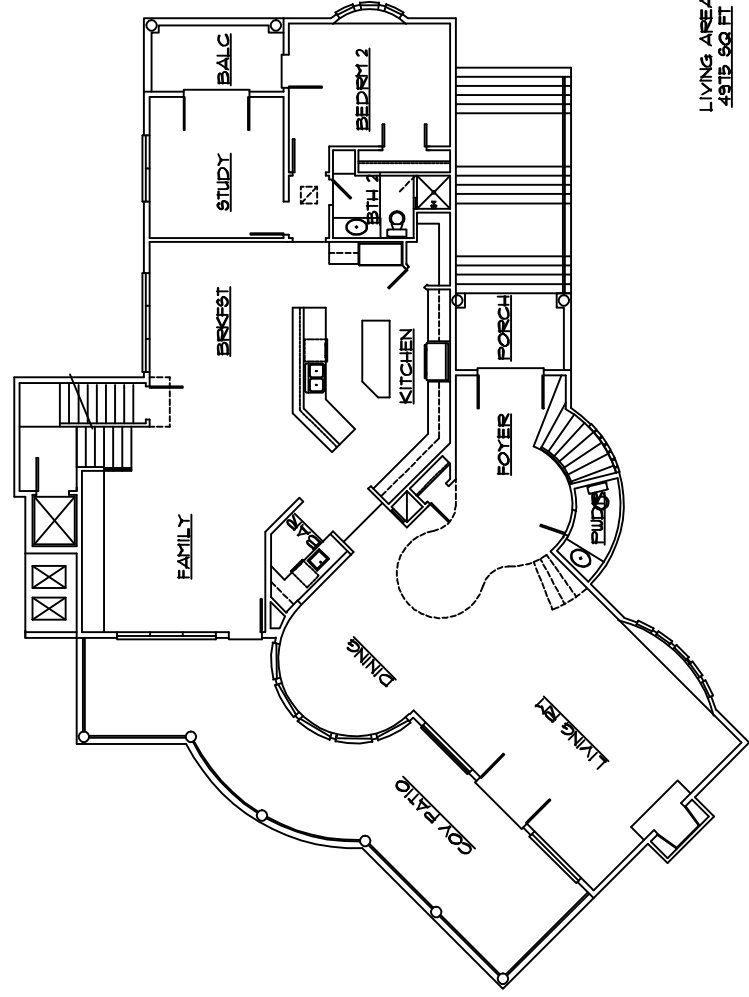 LIVING AREA
4975 SQ FT
BALC
BEDRM 2
STUDY
BTH 2
BRKFST
KITCHEN
PORCH
FOYER
FAMILY
BAR
PWDR
DINING
LIVING RM
COV PATIO